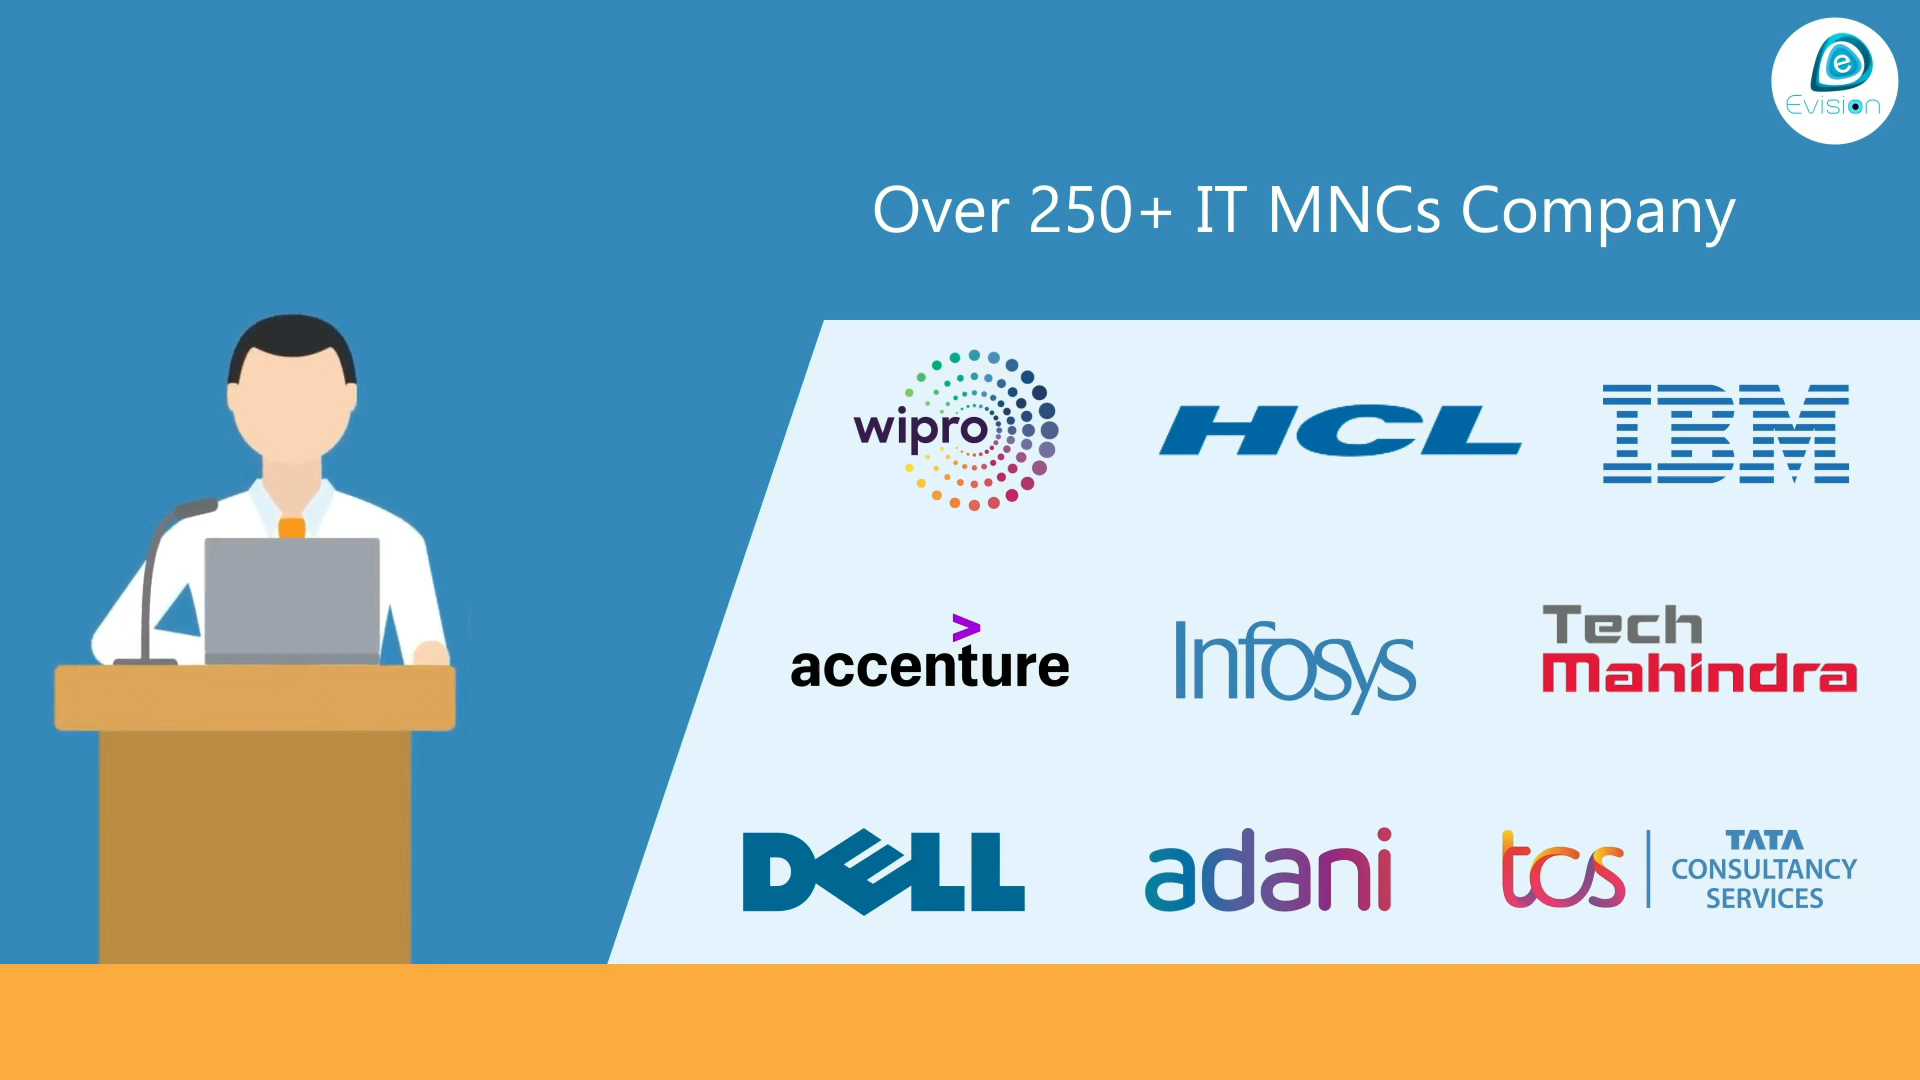 e
Evision
Over 250+ IT MNCs Company
wipro
HCL
IBM
accenture
Infosys
Tech
Mahindra
DELL
adani
tcs
TATA
CONSULTANCY
SERVICES